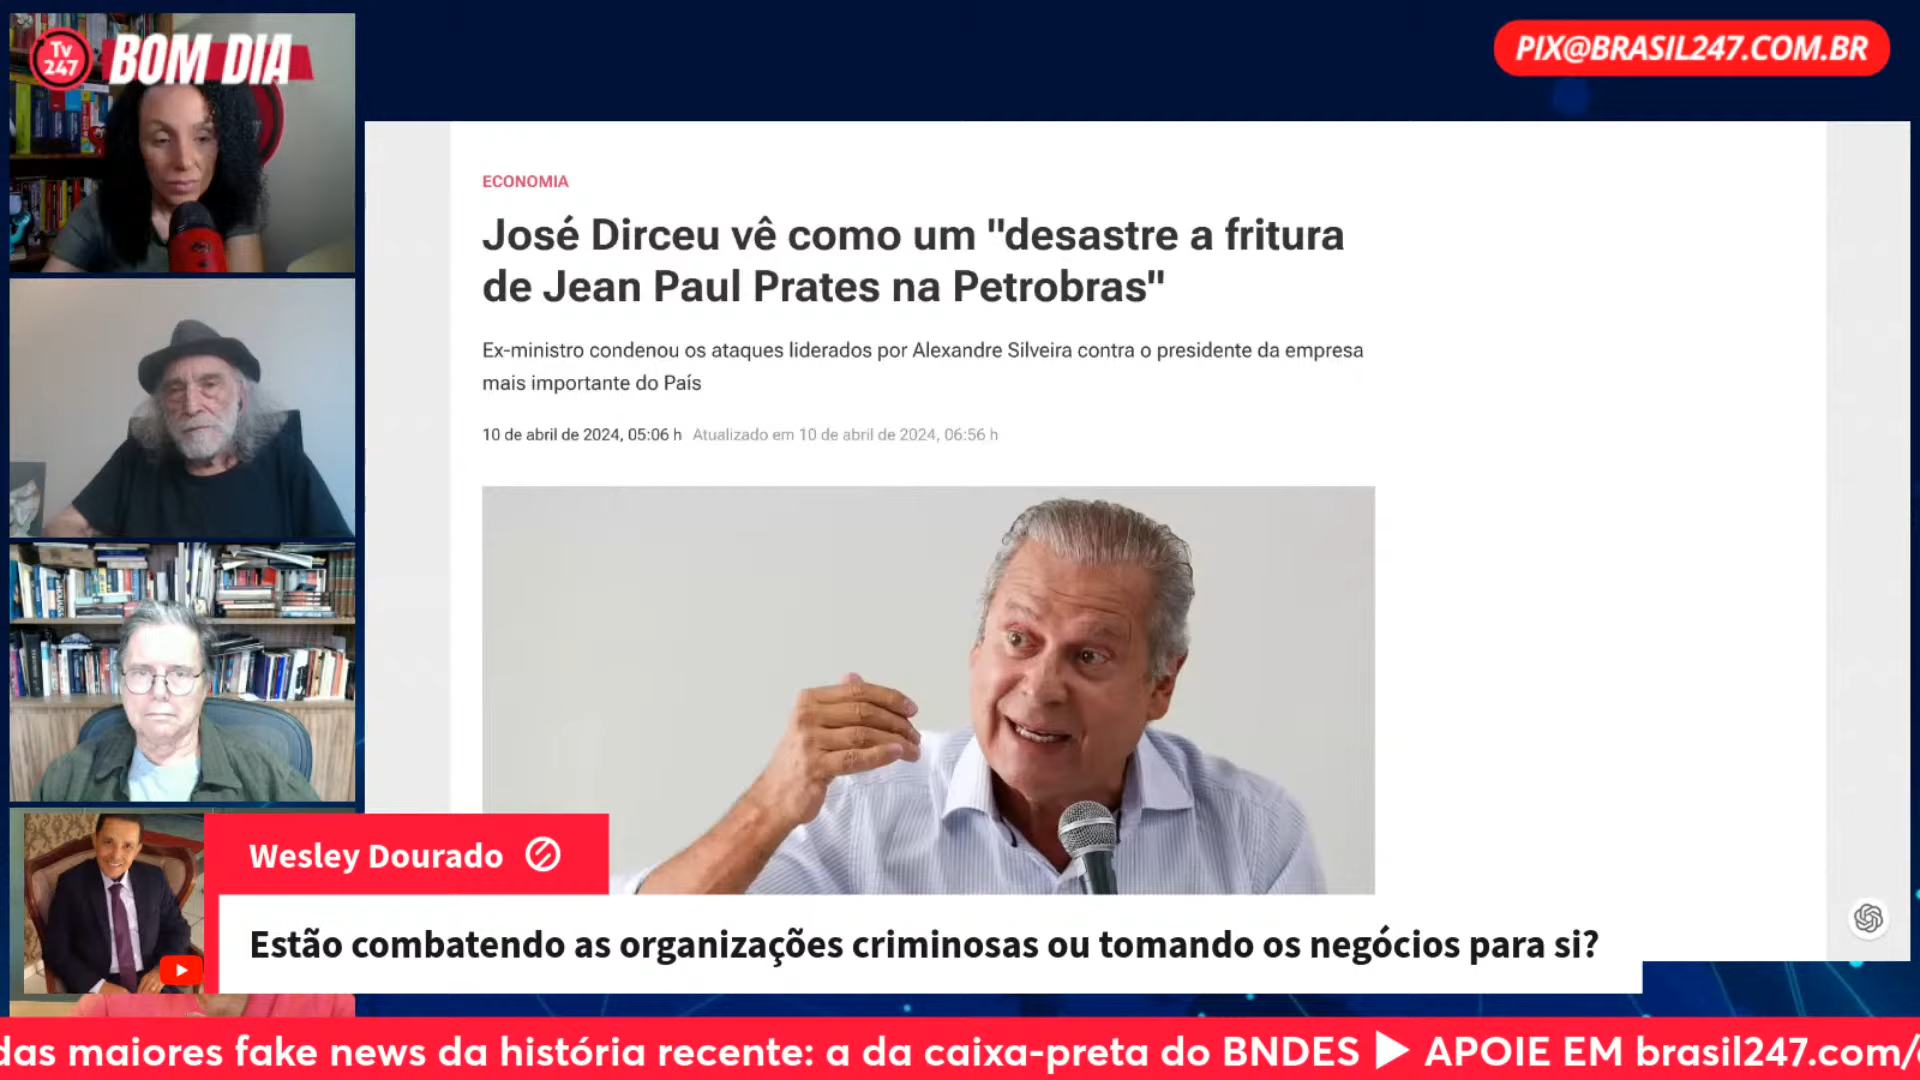 Tv 247
BOM DIA
PIX@BRASIL247.COM.BR
ECONOMIA
José Dirceu vê como um "desastre a fritura
de Jean Paul Prates na Petrobras"
Ex-ministro condenou os ataques liderados por Alexandre Silveira contra o presidente da empresa
mais importante do País
10 de abril de 2024, 05:06 h Atualizado em 10 de abril de 2024, 06:56 h
Wesley Dourado
Estão combatendo as organizações criminosas ou tomando os negócios para si?
das maiores fake news da história recente: a da caixa-preta do BNDES ▶ APOIE EM brasil247.com/